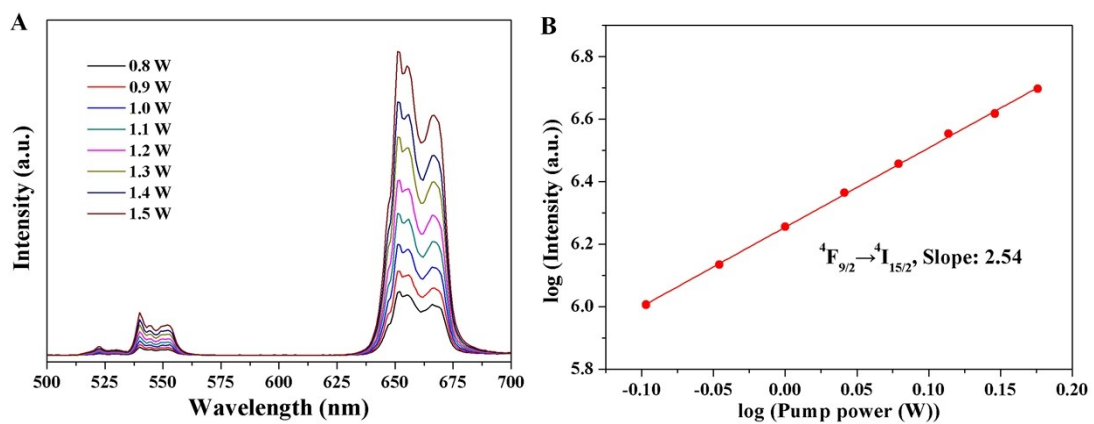 A
0.8 W
0.9 W
1.0 W
1.1 W
1.2 W
1.3 W
1.4 W
1.5 W
Intensity (a.u.)
500 525 550 575 600 625 650 675 700
Wavelength (nm)
B
6.8
6.6
6.4
6.2
6.0
5.8
log (Intensity (a.u.))
⁴F₉/₂→⁴I₁₅/₂, Slope: 2.54
-0.10 -0.05 0.00 0.05 0.10 0.15 0.20
log (Pump power (W))